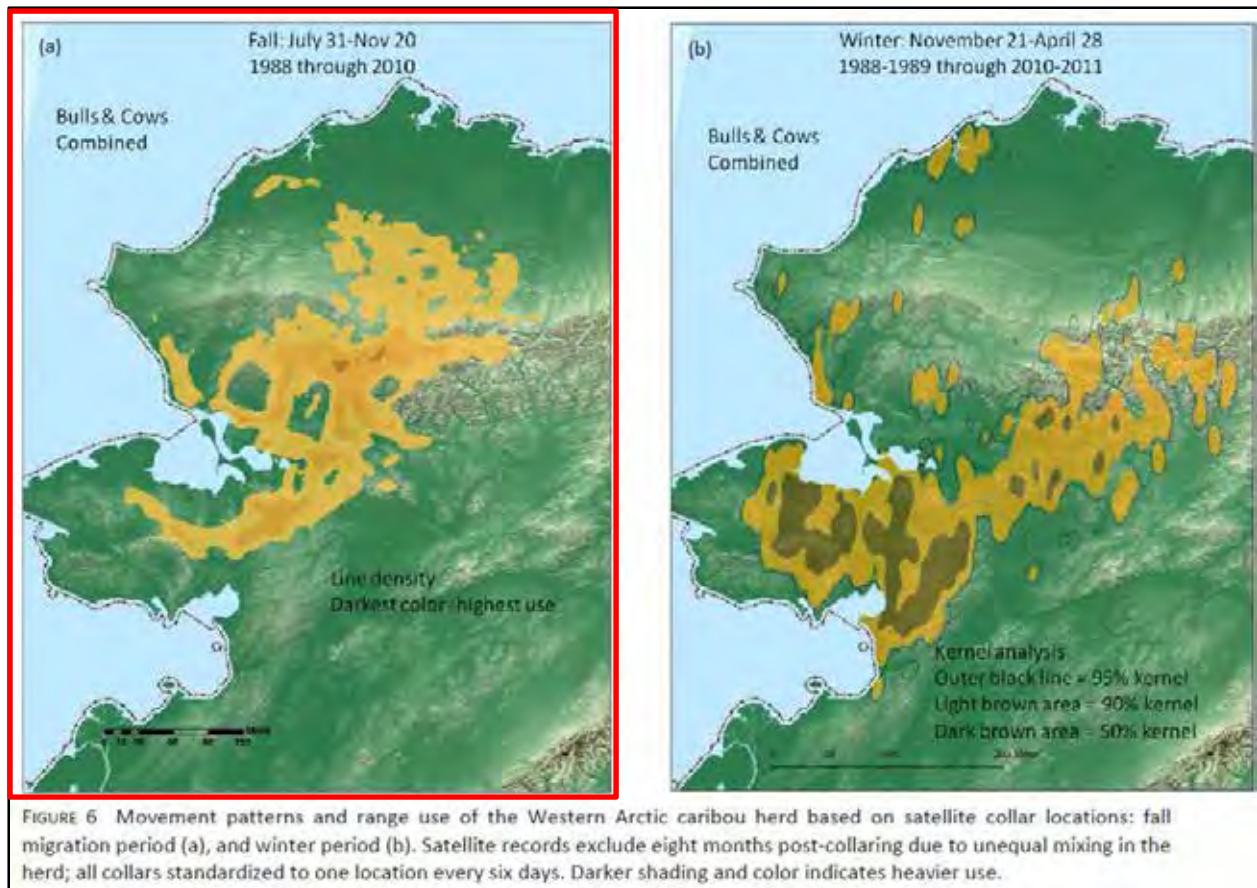 (a)
Fall: July 31-Nov 20
1988 through 2010
Bulls & Cows
Combined
Line density
Darkest color- highest use
(b)
Winter: November 21-April 28
1988-1989 through 2010-2011
Bulls & Cows
Combined
Kernel analysis
Outer black line = 95% kernel
Light brown area = 90% kernel
Dark brown area = 50% kernel
FIGURE 6 Movement patterns and range use of the Western Arctic caribou herd based on satellite collar locations: fall
migration period (a), and winter period (b). Satellite records exclude eight months post-collaring due to unequal mixing in the
herd; all collars standardized to one location every six days. Darker shading and color indicates heavier use.